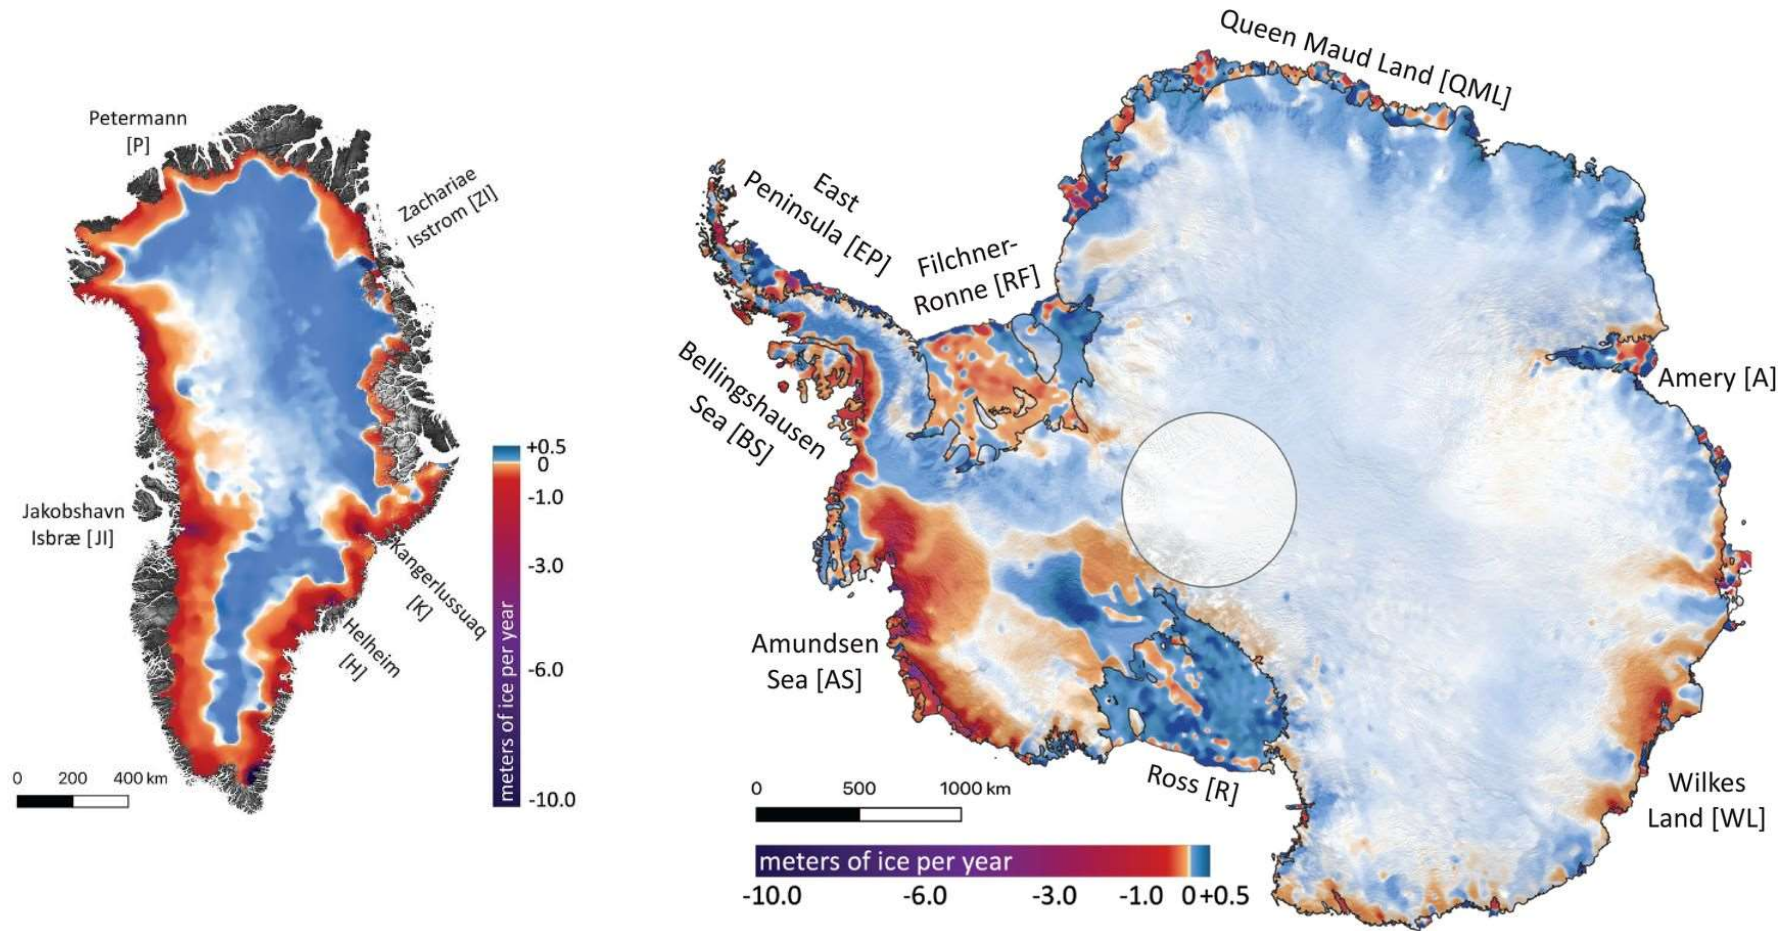 Petermann
[P]
Zachariae
Isstrom [ZI]
Jakobshavn
Isbræ [JI]
Kangerlussuaq
[K]
Helheim
[H]
0 200 400 km
+0.5
0
-1.0
-3.0
-6.0
-10.0
meters of ice per year
Queen Maud Land [QML]
East
Peninsula [EP]
Filchner-
Ronne [RF]
Bellingshausen
Sea [BS]
Amery [A]
Amundsen
Sea [AS]
Ross [R]
Wilkes
Land [WL]
0 500 1000 km
meters of ice per year
-10.0 -6.0 -3.0 -1.0 0 +0.5